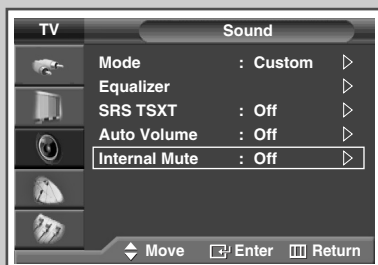 TV Sound
Mode : Custom
Equalizer
SRS TSXT : Off
Auto Volume : Off
Internal Mute : Off
Move Enter Return